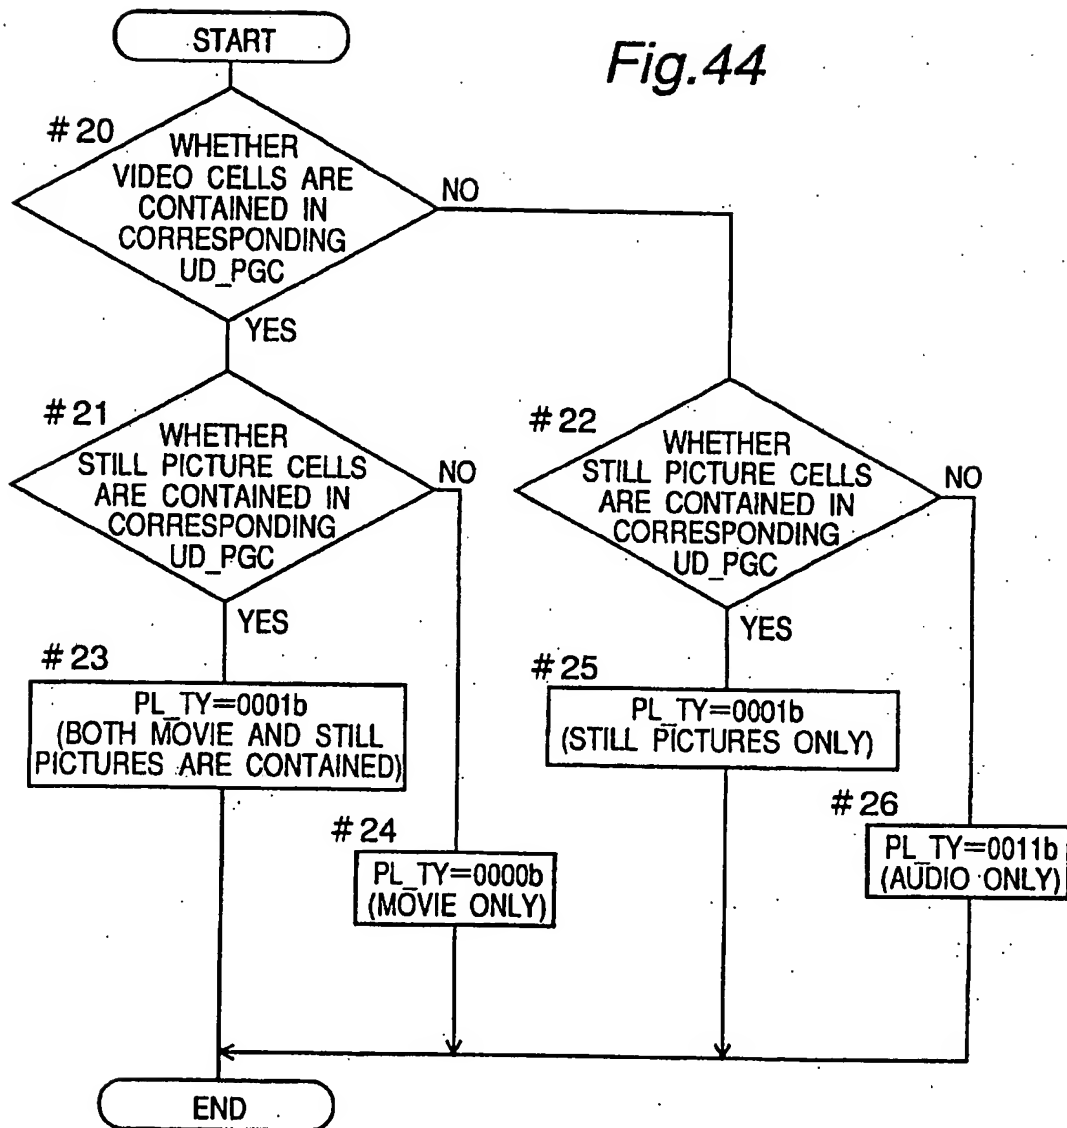 Fig.44
START
#20
WHETHER
VIDEO CELLS ARE
CONTAINED IN
CORRESPONDING
UD_PGC
NO
YES
#21
WHETHER
STILL PICTURE CELLS
ARE CONTAINED IN
CORRESPONDING
UD_PGC
NO
YES
#22
WHETHER
STILL PICTURE CELLS
ARE CONTAINED IN
CORRESPONDING
UD_PGC
NO
YES
#23
PL_TY=0001b
(BOTH MOVIE AND STILL
PICTURES ARE CONTAINED)
#24
PL_TY=0000b
(MOVIE ONLY)
#25
PL_TY=0001b
(STILL PICTURES ONLY)
#26
PL_TY=0011b
(AUDIO ONLY)
END